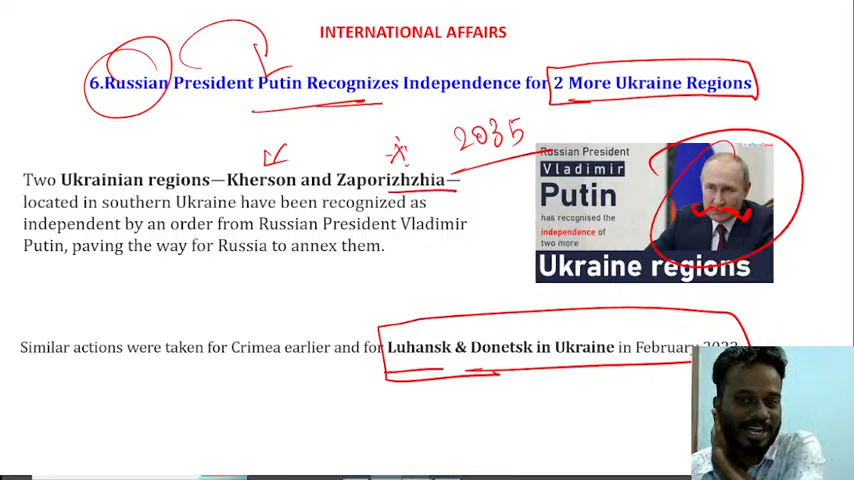 INTERNATIONAL AFFAIRS
6.Russian President Putin Recognizes Independence for 2 More Ukraine Regions
2035
Two Ukrainian regions—Kherson and Zaporizhzhia—
located in southern Ukraine have been recognized as
independent by an order from Russian President Vladimir
Putin, paving the way for Russia to annex them.
Russian President
Vladimir
Putin
has recognised the
independence of
two more
Ukraine regions
Similar actions were taken for Crimea earlier and for Luhansk & Donetsk in Ukraine in February